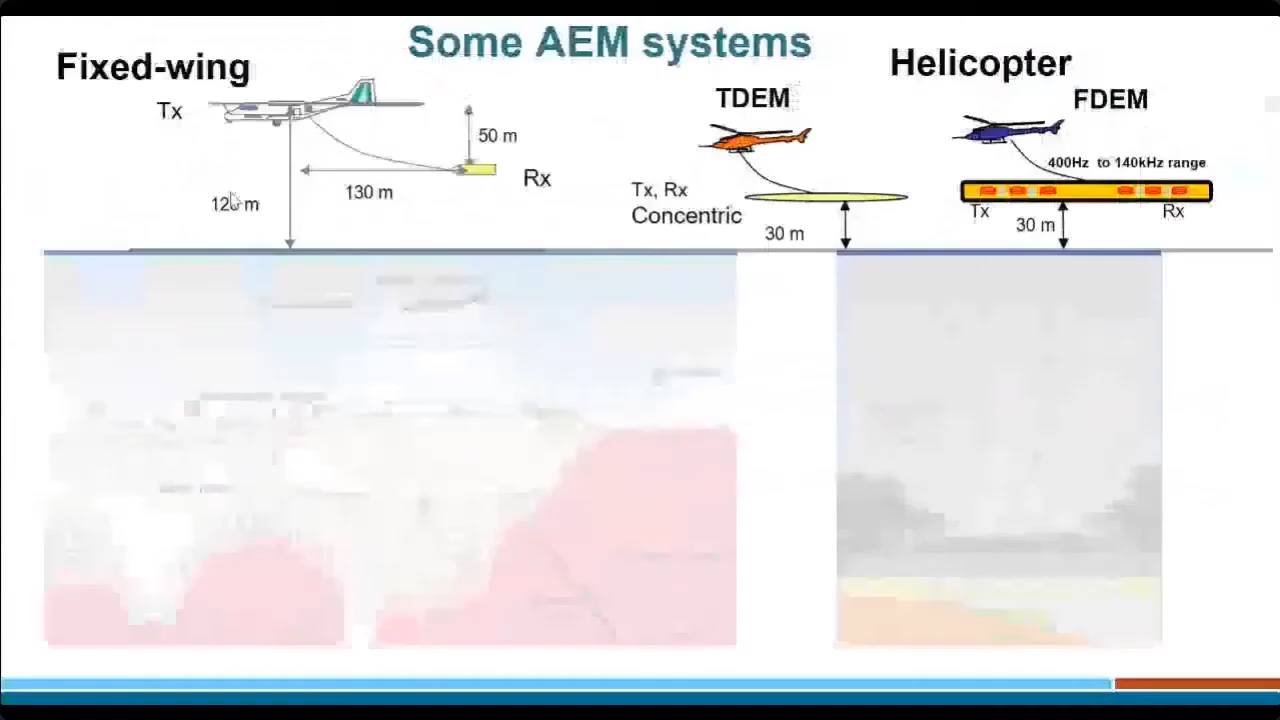 Some AEM systems
Fixed-wing
Tx
50 m
130 m
Rx
Helicopter
TDEM
Tx, Rx
Concentric
30 m
FDEM
400Hz to 140kHz range
Tx
Rx
30 m